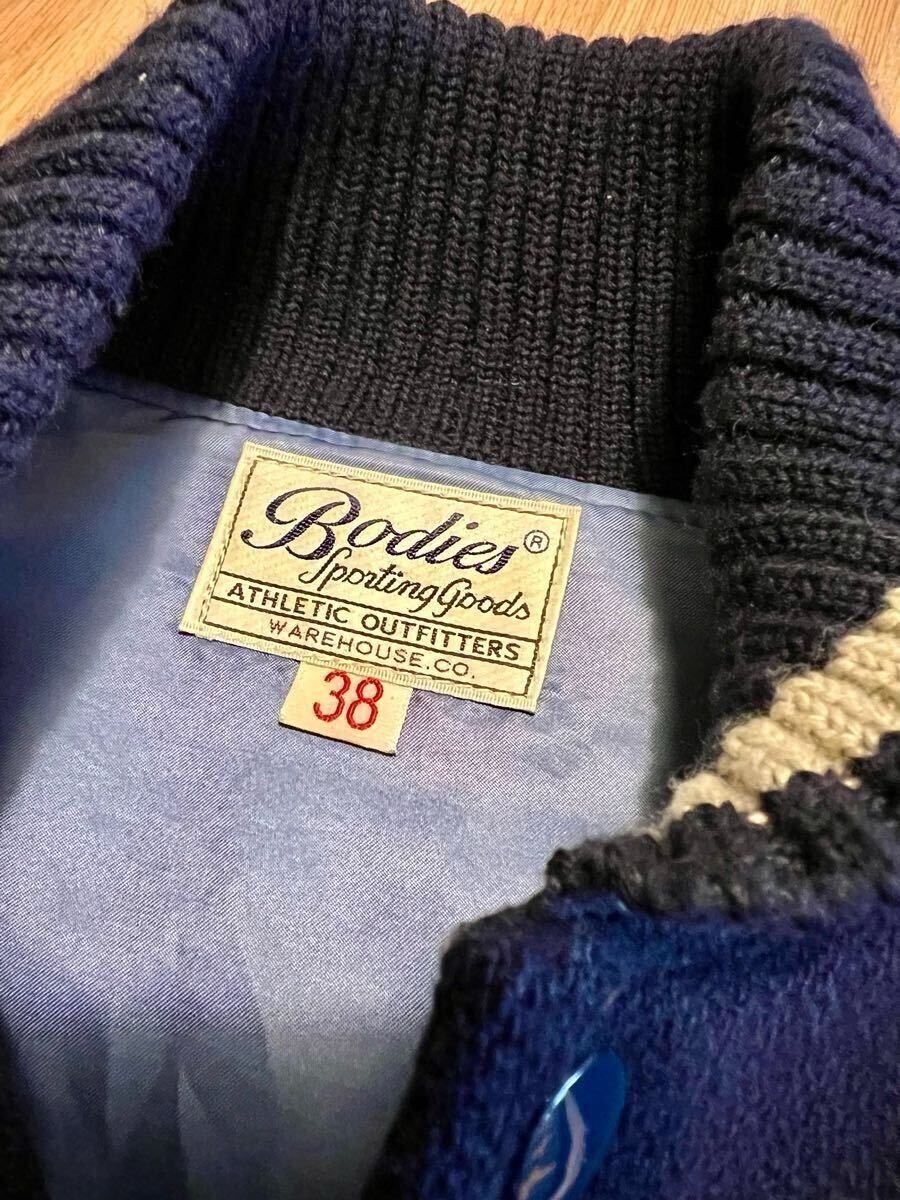 Bodies®
Sporting Goods
ATHLETIC OUTFITTERS
WAREHOUSE.CO.
38